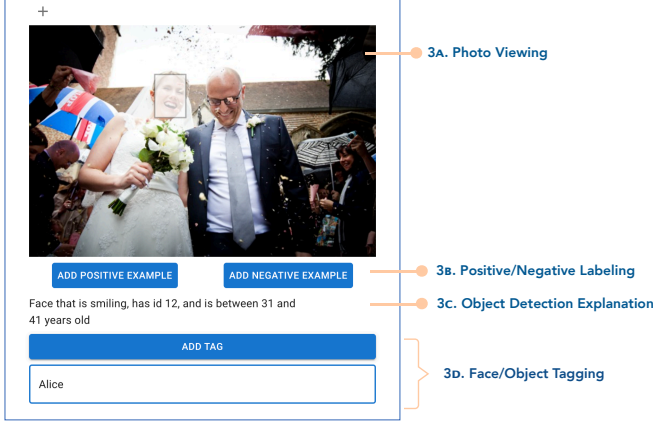 +
3A. Photo Viewing
ADD POSITIVE EXAMPLE
ADD NEGATIVE EXAMPLE
3B. Positive/Negative Labeling
Face that is smiling, has id 12, and is between 31 and
41 years old
3C. Object Detection Explanation
ADD TAG
Alice
3D. Face/Object Tagging